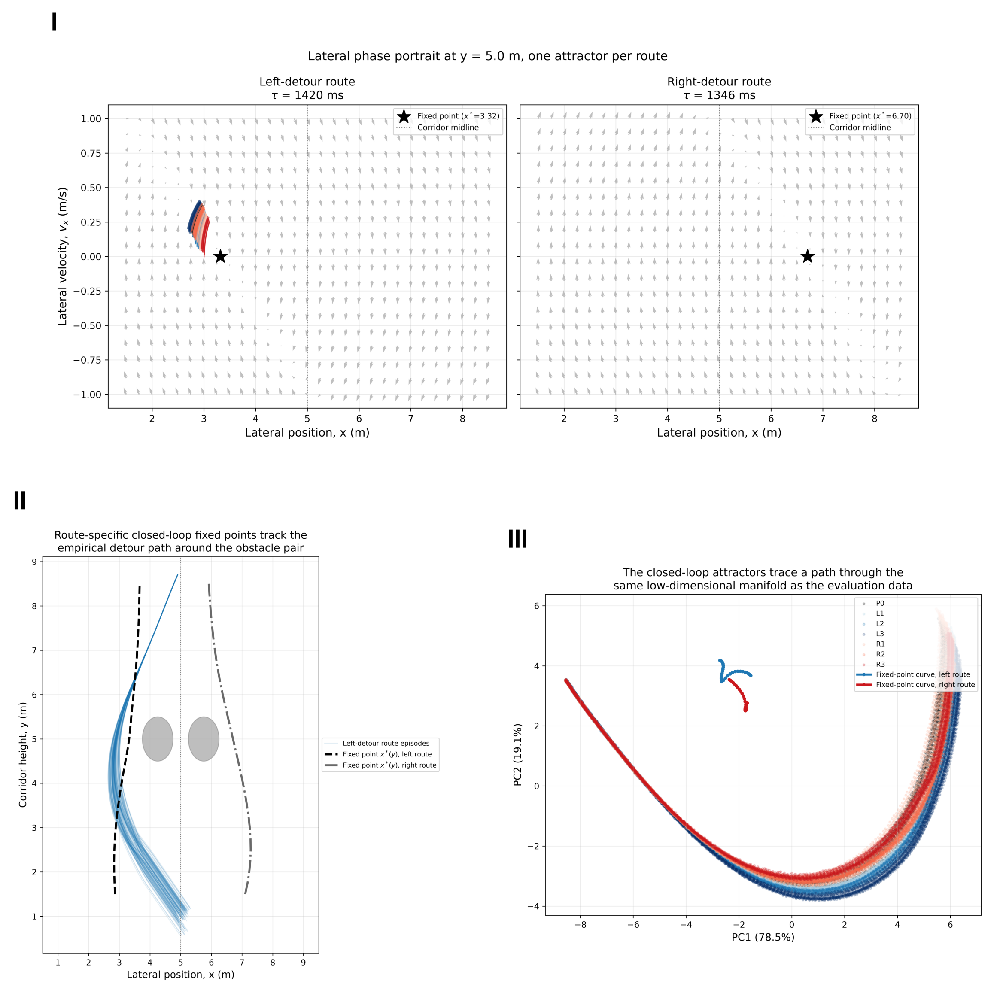 I
Lateral phase portrait at y = 5.0 m, one attractor per route
Left-detour route
τ = 1420 ms
Right-detour route
τ = 1346 ms
Fixed point (x*=3.32)
Corridor midline
Fixed point (x*=6.70)
Corridor midline
Lateral velocity, vₓ (m/s)
1.00
0.75
0.50
0.25
0.00
−0.25
−0.50
−0.75
−1.00
2 3 4 5 6 7 8
2 3 4 5 6 7 8
Lateral position, x (m)
Lateral position, x (m)
II
Route-specific closed-loop fixed points track the
empirical detour path around the obstacle pair
Corridor height, y (m)
9
8
7
6
5
4
3
2
1
1 2 3 4 5 6 7 8 9
Lateral position, x (m)
Left-detour route episodes
Fixed point x*(y), left route
Fixed point x*(y), right route
III
The closed-loop attractors trace a path through the
same low-dimensional manifold as the evaluation data
P0
L1
L2
L3
R1
R2
R3
Fixed-point curve, left route
Fixed-point curve, right route
PC2 (19.1%)
6
4
2
0
−2
−4
−8 −6 −4 −2 0 2 4 6
PC1 (78.5%)